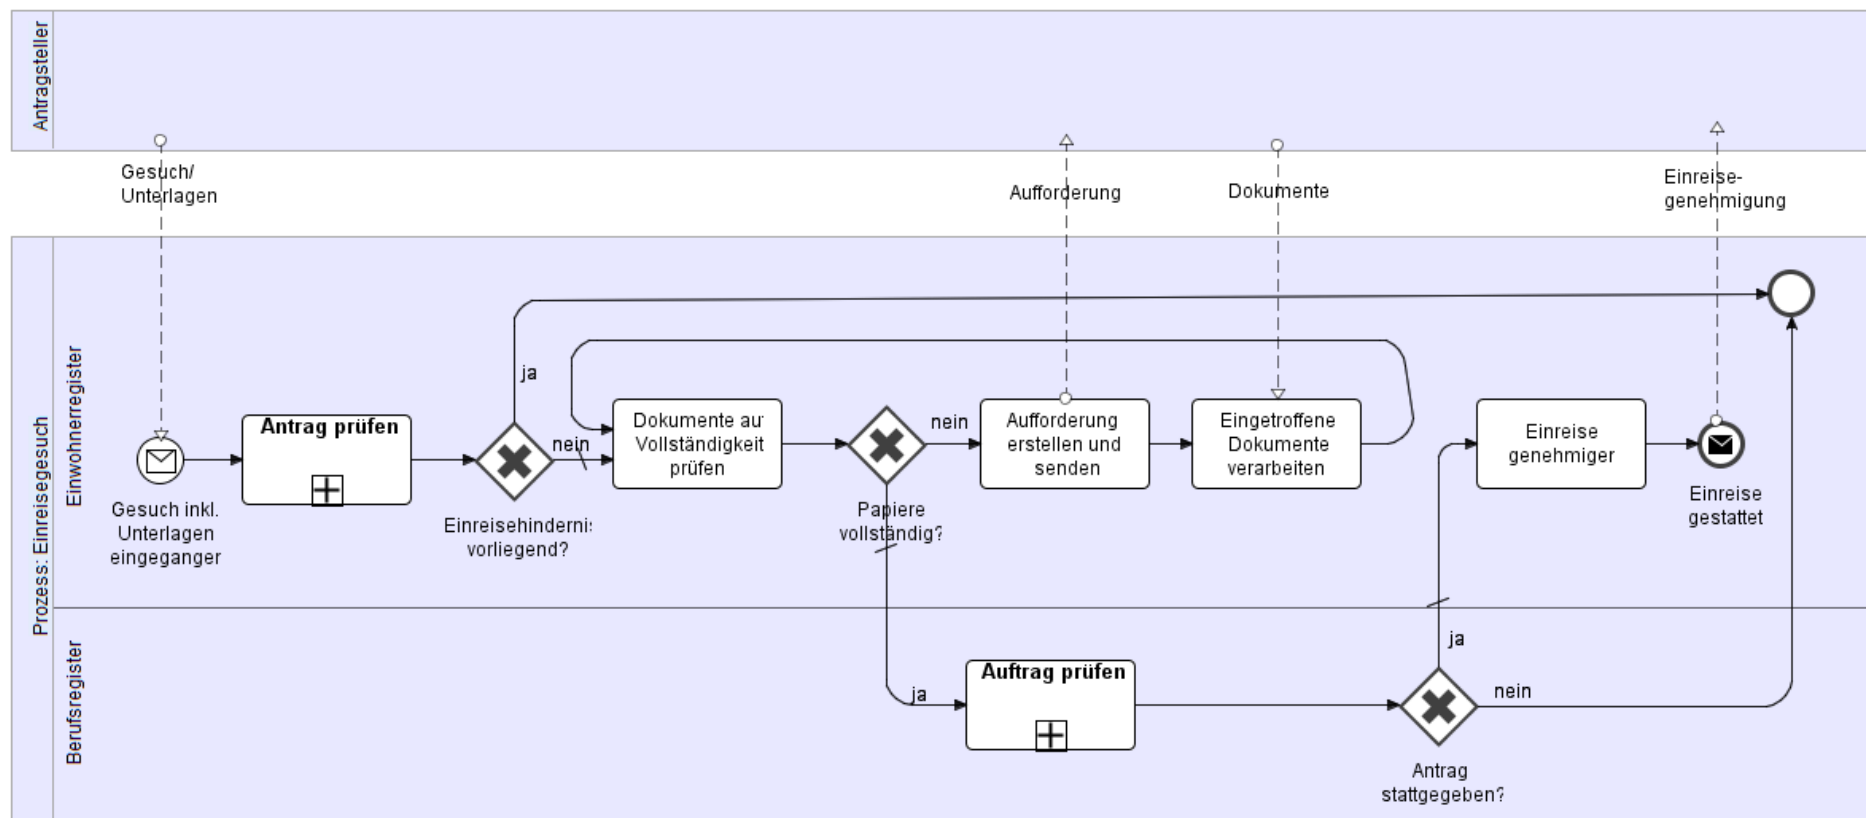 Antragsteller
Gesuch/
Unterlagen
Aufforderung
Dokumente
Einreise-
genehmigung
Prozess: Einreisegesuch
Einwohnerregister
Gesuch inkl.
Unterlagen
eingeganger
Antrag prüfen
ja
nein
Einreisehindernis
vorliegend?
Dokumente auf
Vollständigkeit
prüfen
nein
Papiere
vollständig?
Aufforderung
erstellen und
senden
Eingetroffene
Dokumente
verarbeiten
Einreise
genehmiger
Einreise
gestattet
Berufsregister
ja
Auftrag prüfen
ja
nein
Antrag
stattgegeben?